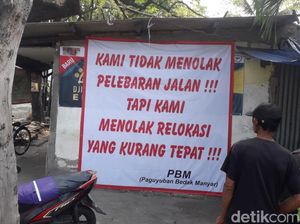 KAMI TIDAK MENOLAK
PELEBARAN JALAN !!!
TAPI KAMI
MENOLAK RELOKASI
YANG KURANG TEPAT !!!
PBM
(Paguyuban Bedak Manyar)
detikcom